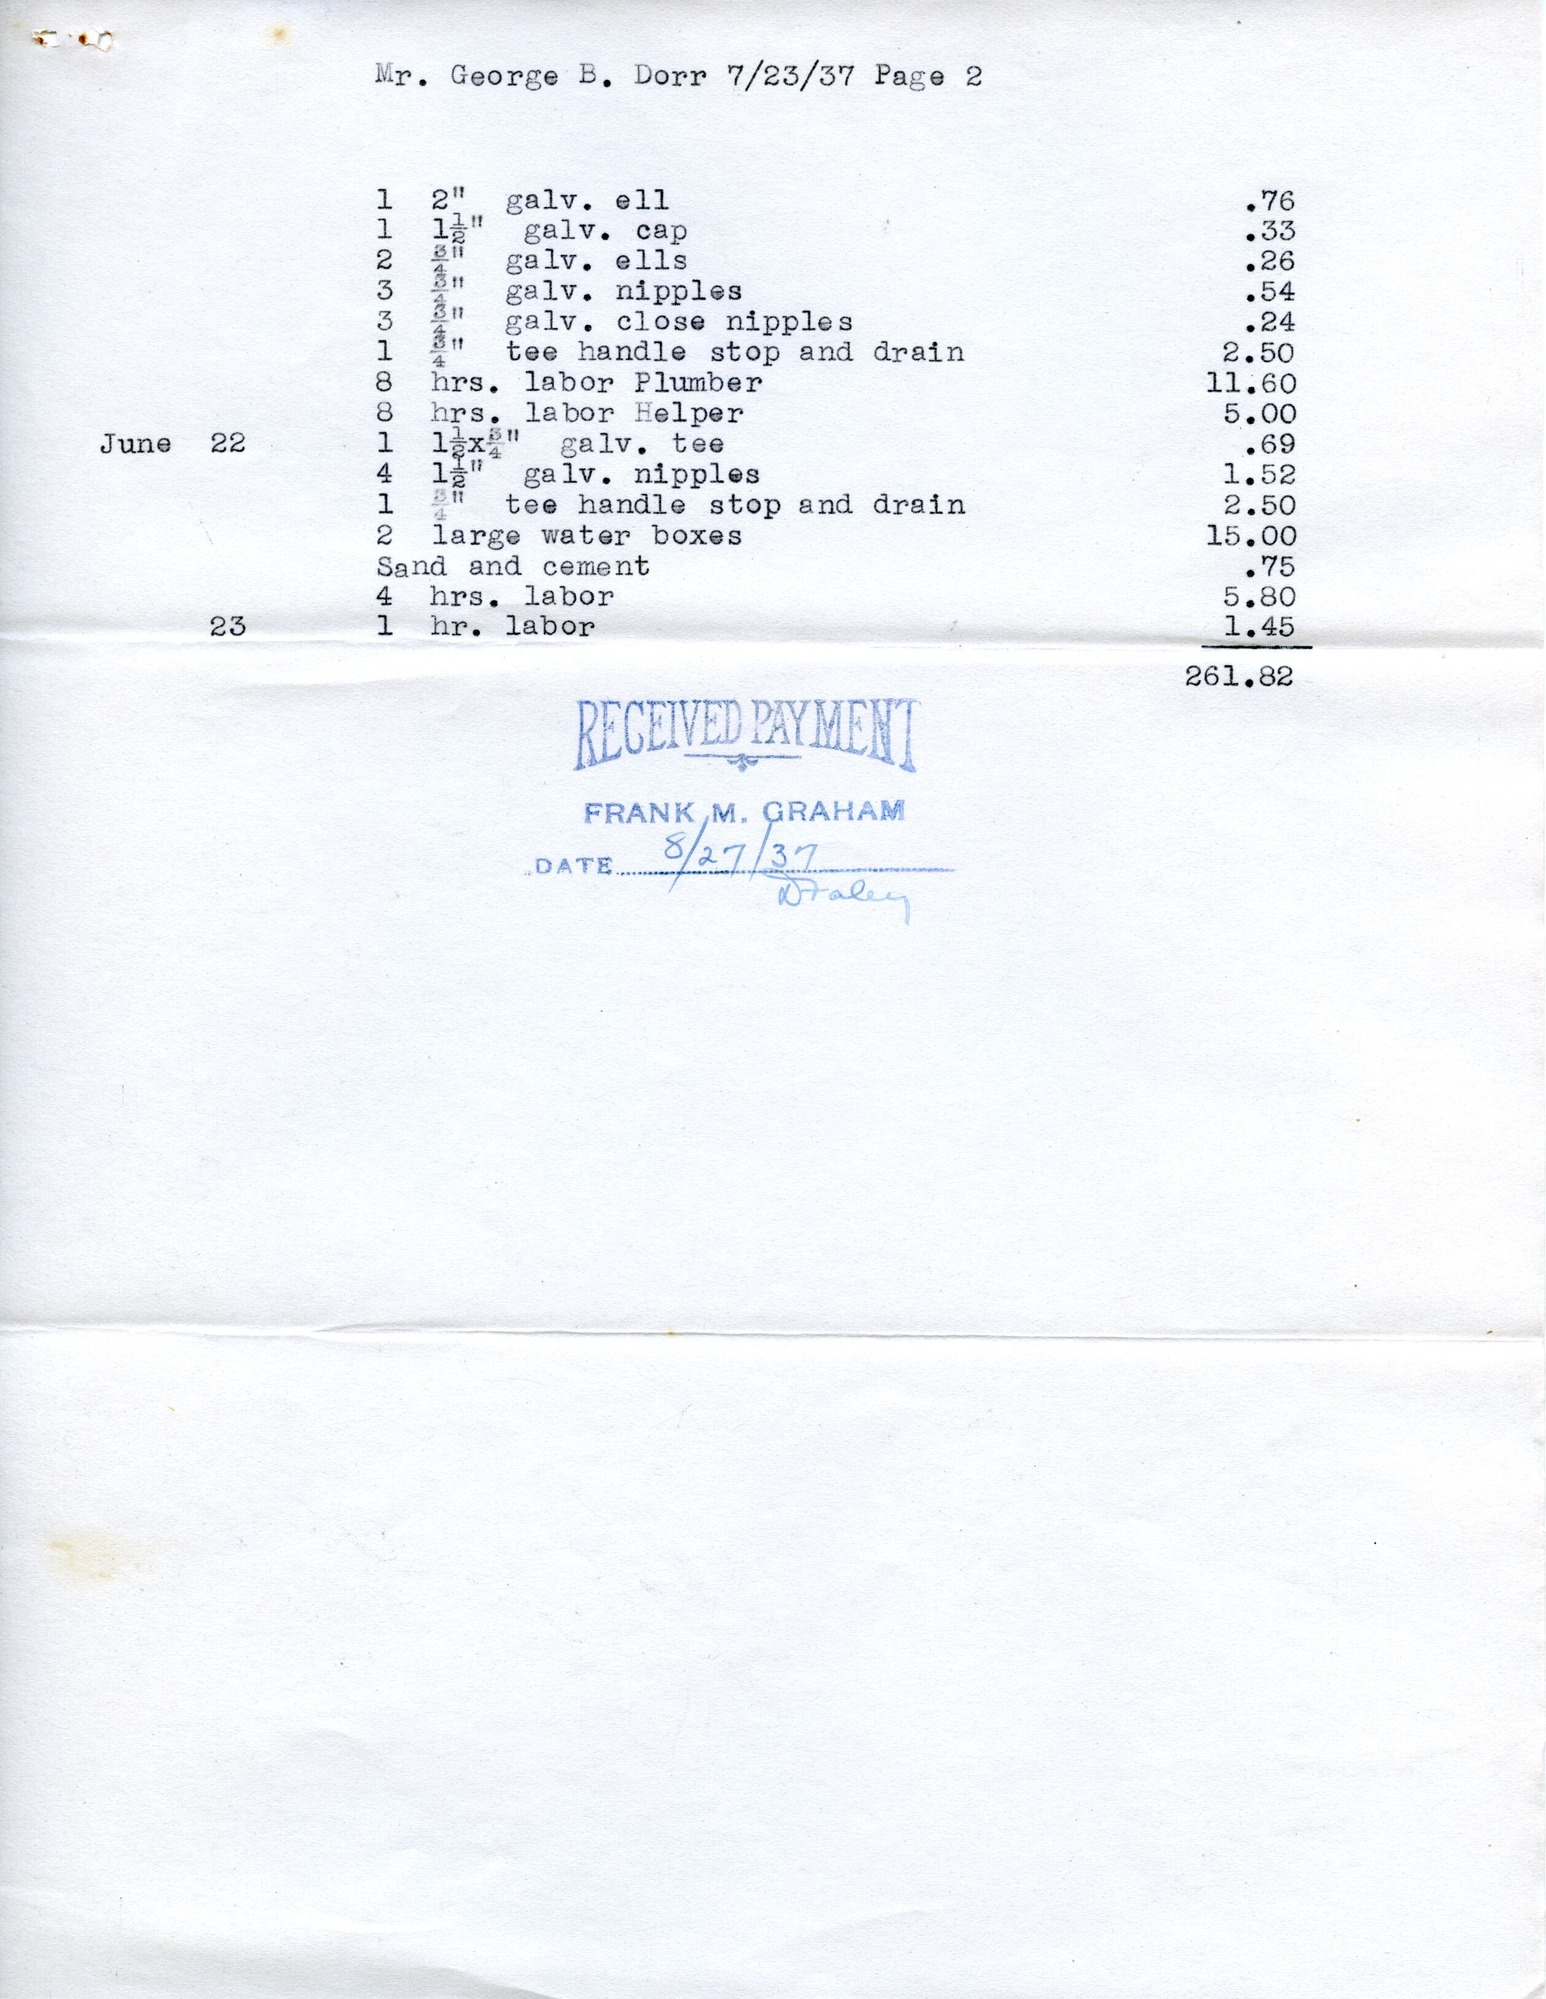 Mr. George B. Dorr 7/23/37 Page 2
1 2" galv. ell .76
1 1½" galv. cap .33
2 ¾" galv. ells .26
3 ¾" galv. nipples .54
3 ¾" galv. close nipples .24
1 ¾" tee handle stop and drain 2.50
8 hrs. labor Plumber 11.60
8 hrs. labor Helper 5.00
June 22 1 1½x¾" galv. tee .69
4 1½" galv. nipples 1.52
1 ¾" tee handle stop and drain 2.50
2 large water boxes 15.00
Sand and cement .75
4 hrs. labor 5.80
23 1 hr. labor 1.45
261.82
RECEIVED PAYMENT
FRANK M. GRAHAM
DATE 8/27/37